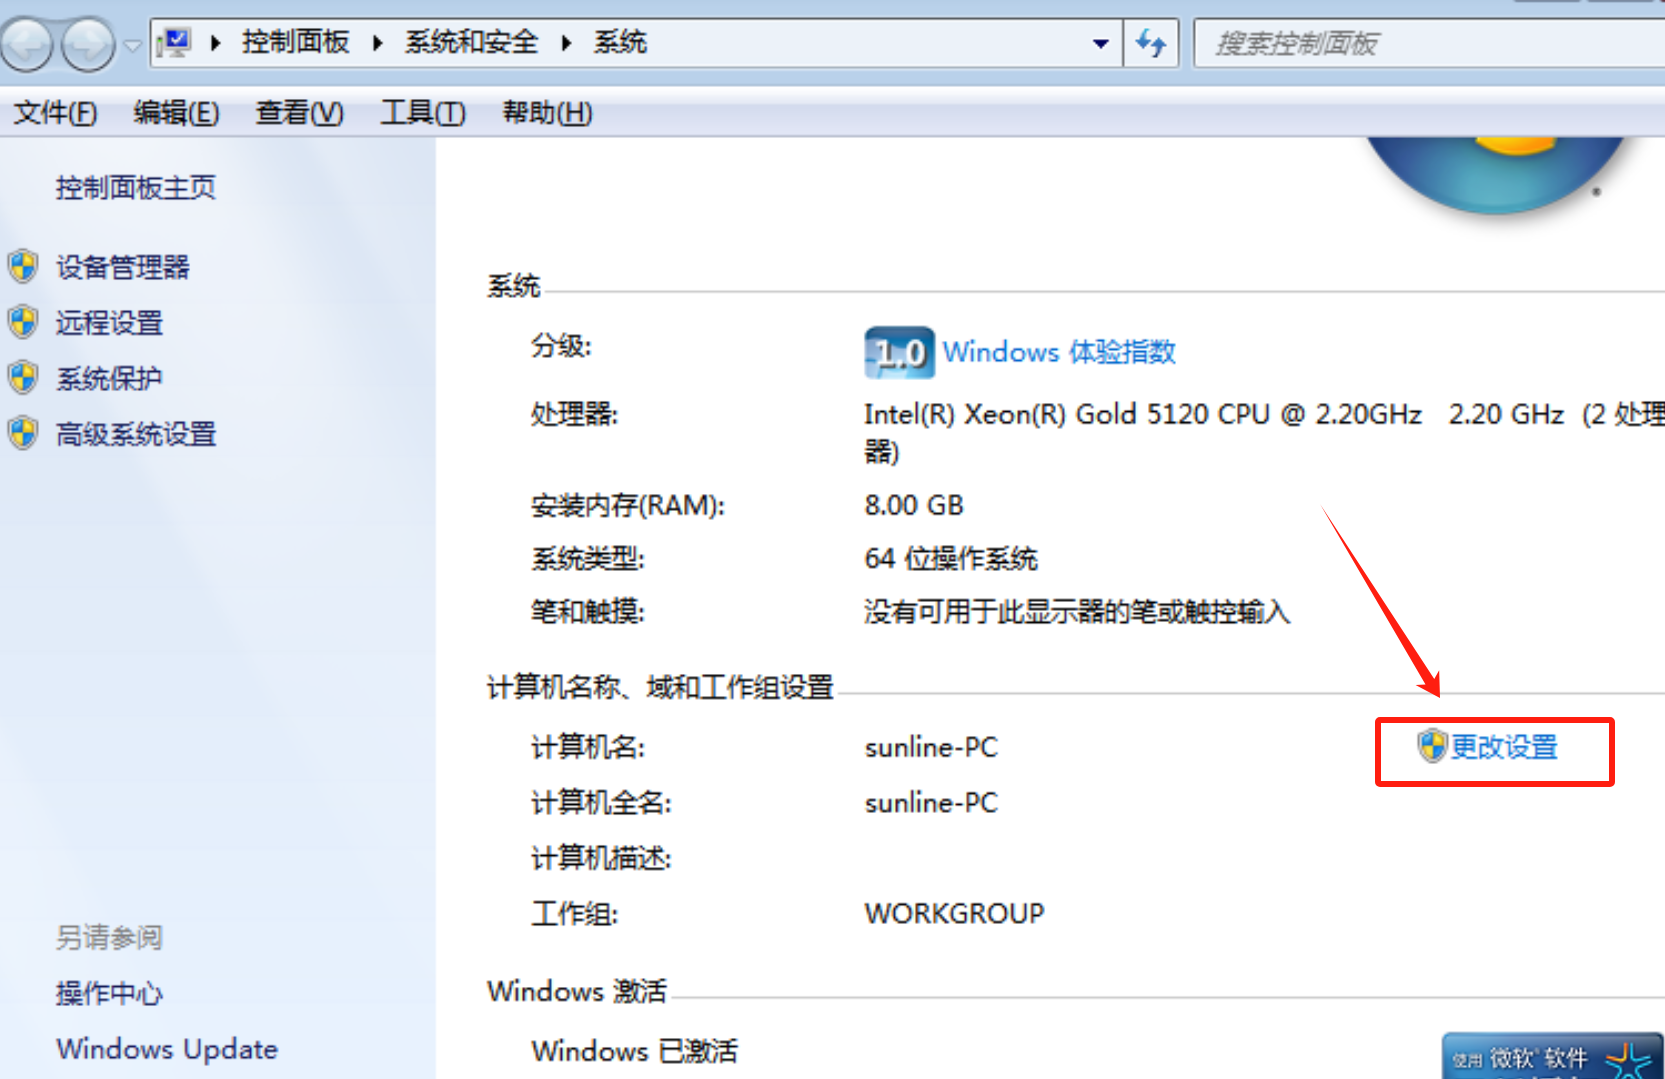 控制面板 系统和安全 系统
搜索控制面板
文件(F) 编辑(E) 查看(V) 工具(T) 帮助(H)
控制面板主页
设备管理器
远程设置
系统保护
高级系统设置
另请参阅
操作中心
Windows Update
系统
分级: 1.0 Windows 体验指数
处理器: Intel(R) Xeon(R) Gold 5120 CPU @ 2.20GHz 2.20 GHz (2 处理
器)
安装内存(RAM): 8.00 GB
系统类型: 64 位操作系统
笔和触摸: 没有可用于此显示器的笔或触控输入
计算机名称、域和工作组设置
计算机名: sunline-PC 更改设置
计算机全名: sunline-PC
计算机描述:
工作组: WORKGROUP
Windows 激活
Windows 已激活
使用 微软 软件